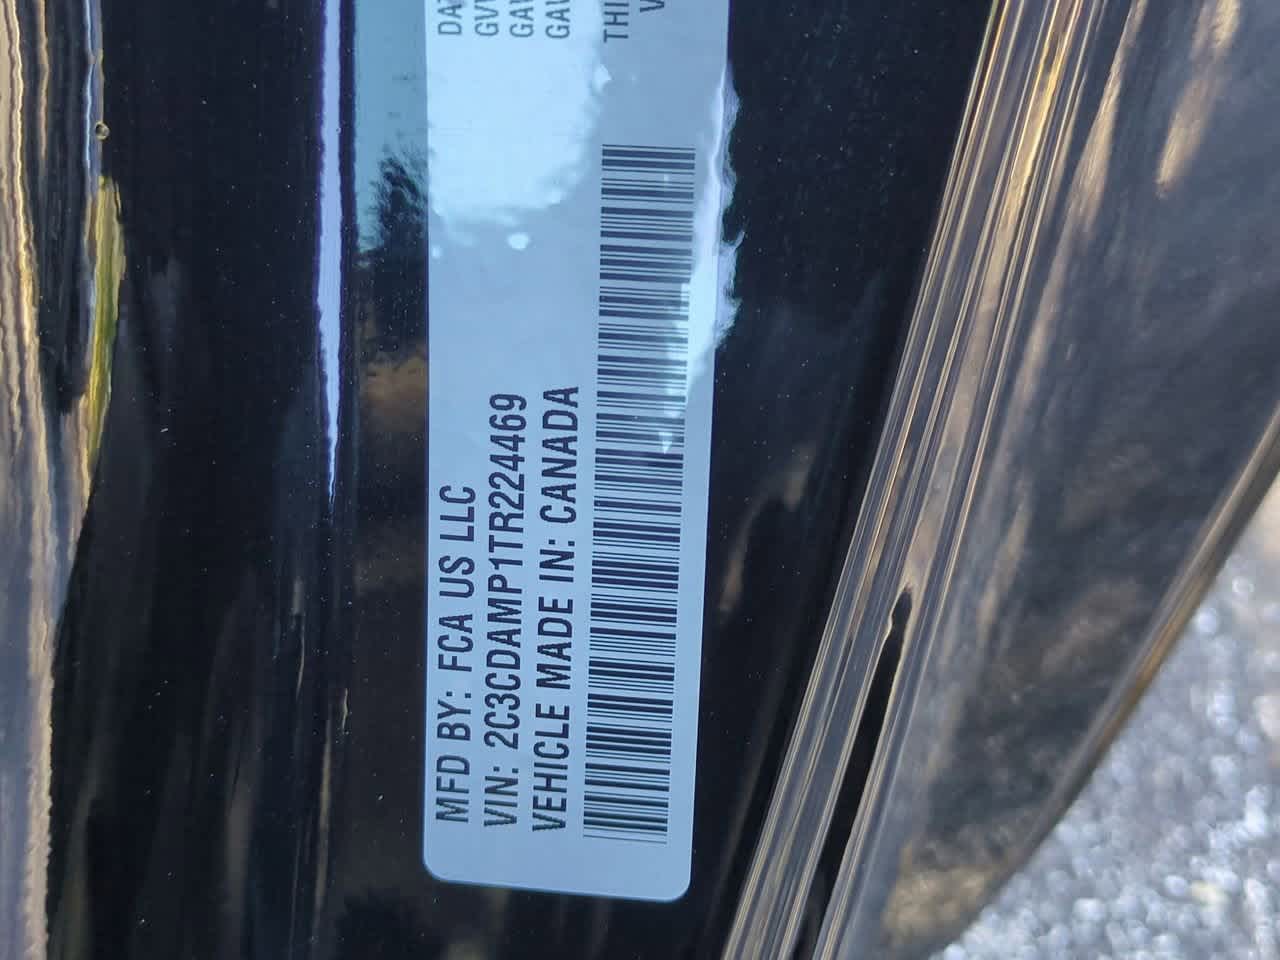 MFD BY: FCA US LLC
VIN: 2C3CDAMP1TR224469
VEHICLE MADE IN: CANADA